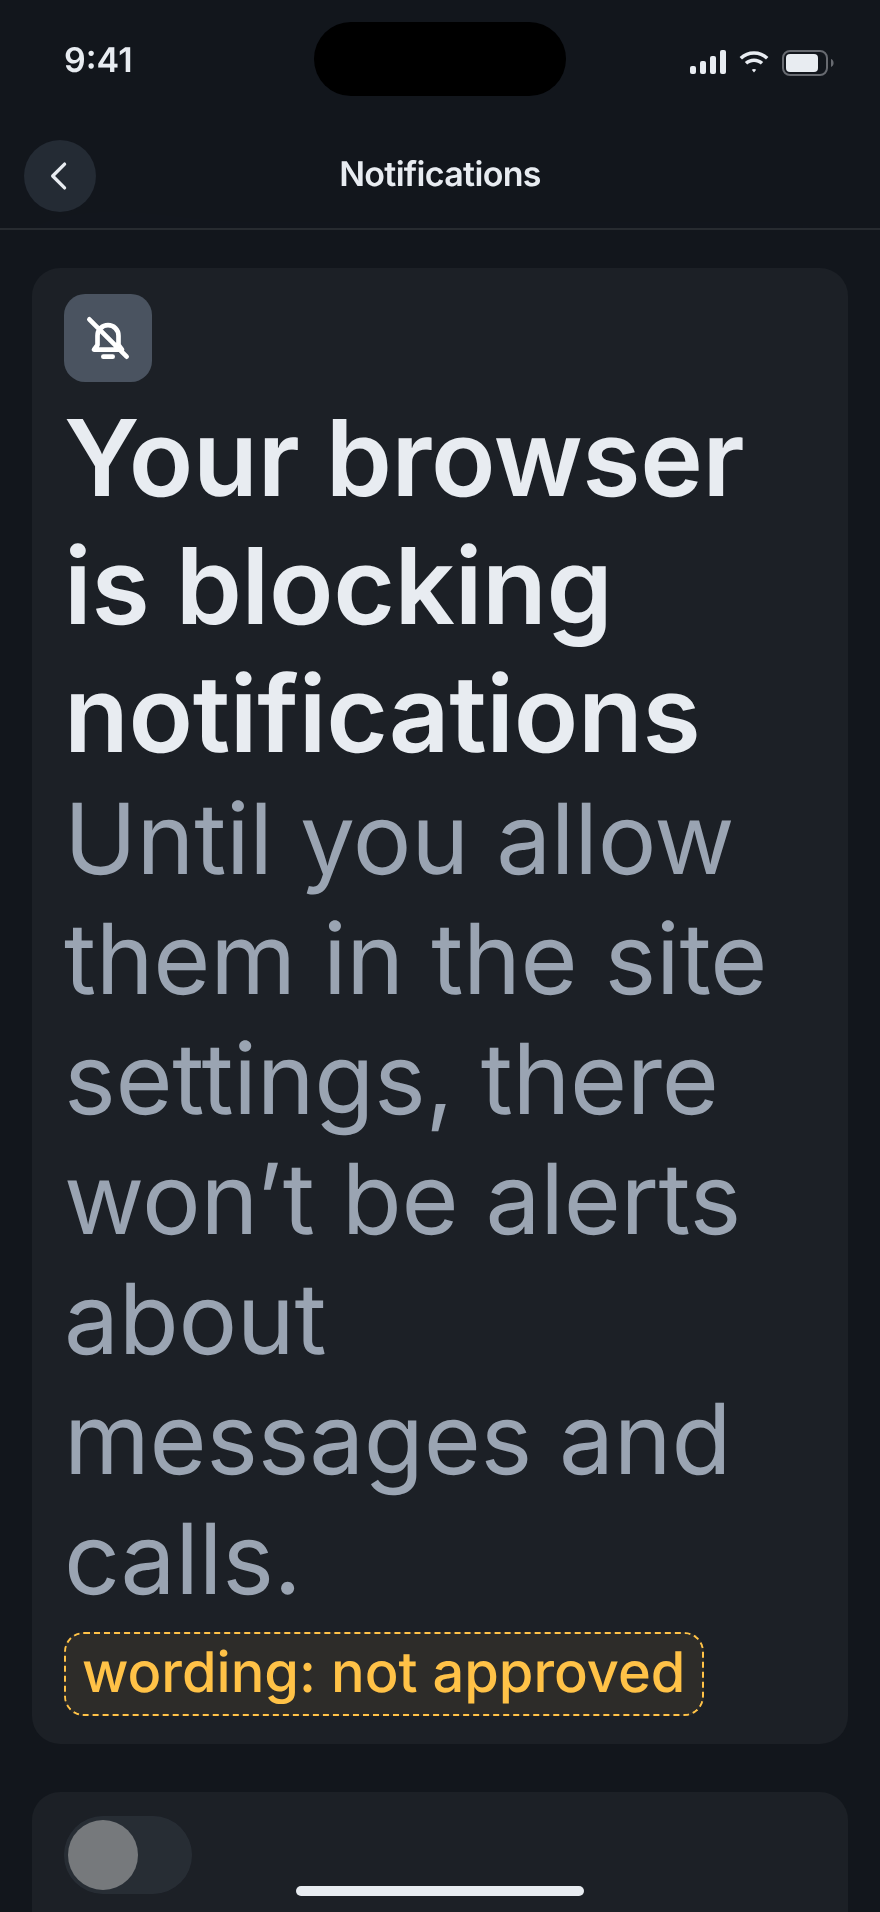 9:41
Notifications
Your browser
is blocking
notifications
Until you allow
them in the site
settings, there
won’t be alerts
about
messages and
calls.
wording: not approved